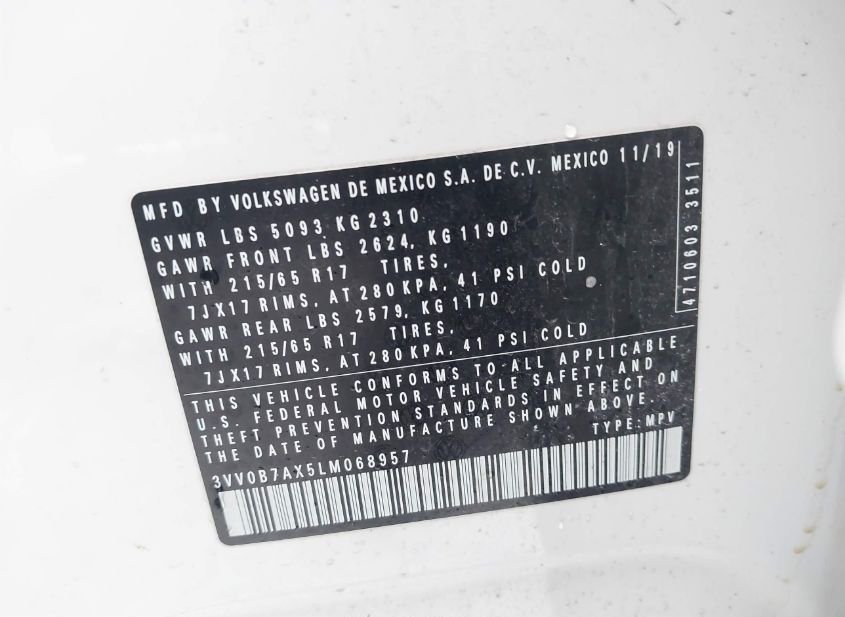 MFD BY VOLKSWAGEN DE MEXICO S.A. DE C.V. MEXICO 11/19
GVWR LBS 5093, KG 2310
GAWR FRONT LBS 2624, KG 1190
WITH 215/65 R17 TIRES,
7JX17 RIMS, AT 280 KPA, 41 PSI COLD
GAWR REAR LBS 2579, KG 1170
WITH 215/65 R17 TIRES,
7JX17 RIMS, AT 280 KPA, 41 PSI COLD
4710603 3511
THIS VEHICLE CONFORMS TO ALL APPLICABLE
U.S. FEDERAL MOTOR VEHICLE SAFETY AND
THEFT PREVENTION STANDARDS IN EFFECT ON
THE DATE OF MANUFACTURE SHOWN ABOVE.
3VV0B7AX5LM068957 TYPE: MPV